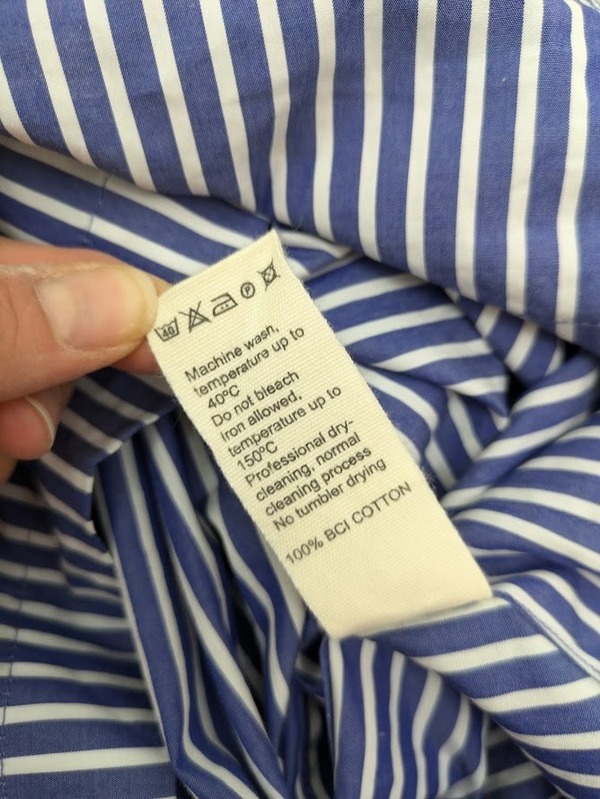 40 P
Machine wash,
temperature up to
40°C
Do not bleach
Iron allowed,
temperature up to
150°C
Professional dry-
cleaning, normal
cleaning process
No tumbler drying
100% BCI COTTON